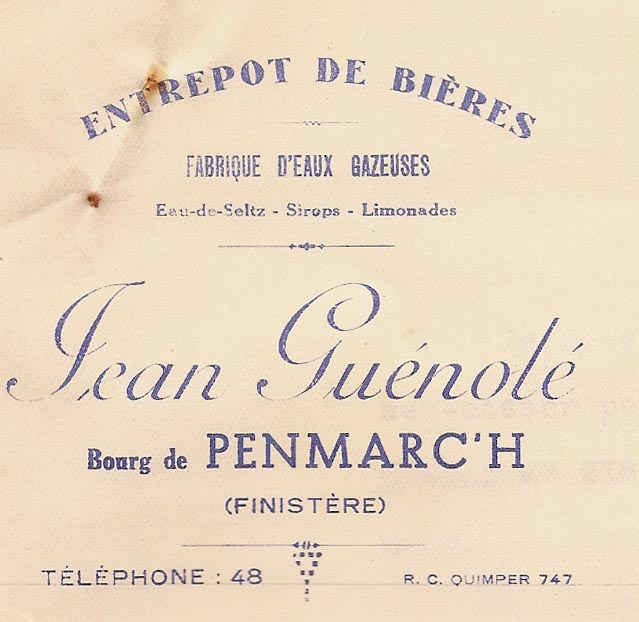 ENTREPOT DE BIÈRES
FABRIQUE D'EAUX GAZEUSES
Eau-de-Seltz - Sirops - Limonades
Jean Guénolé
Bourg de PENMARC'H
(FINISTÈRE)
TÉLÉPHONE : 48
R. C. QUIMPER 747